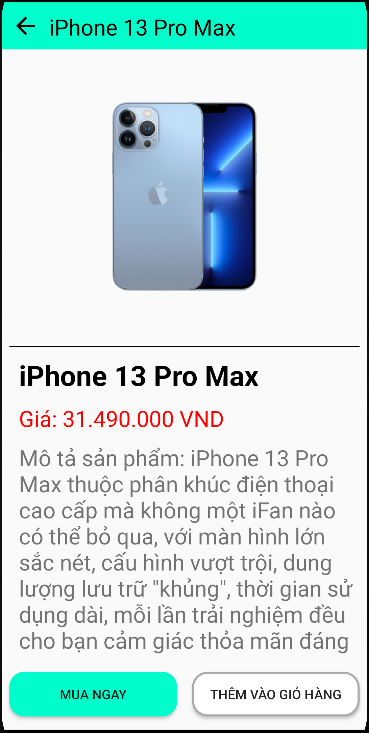 iPhone 13 Pro Max
iPhone 13 Pro Max
Giá: 31.490.000 VND
Mô tả sản phẩm: iPhone 13 Pro
Max thuộc phân khúc điện thoại
cao cấp mà không một iFan nào
có thể bỏ qua, với màn hình lớn
sắc nét, cấu hình vượt trội, dung
lượng lưu trữ "khủng", thời gian sử
dụng dài, mỗi lần trải nghiệm đều
cho bạn cảm giác thỏa mãn đáng
MUA NGAY
THÊM VÀO GIỎ HÀNG